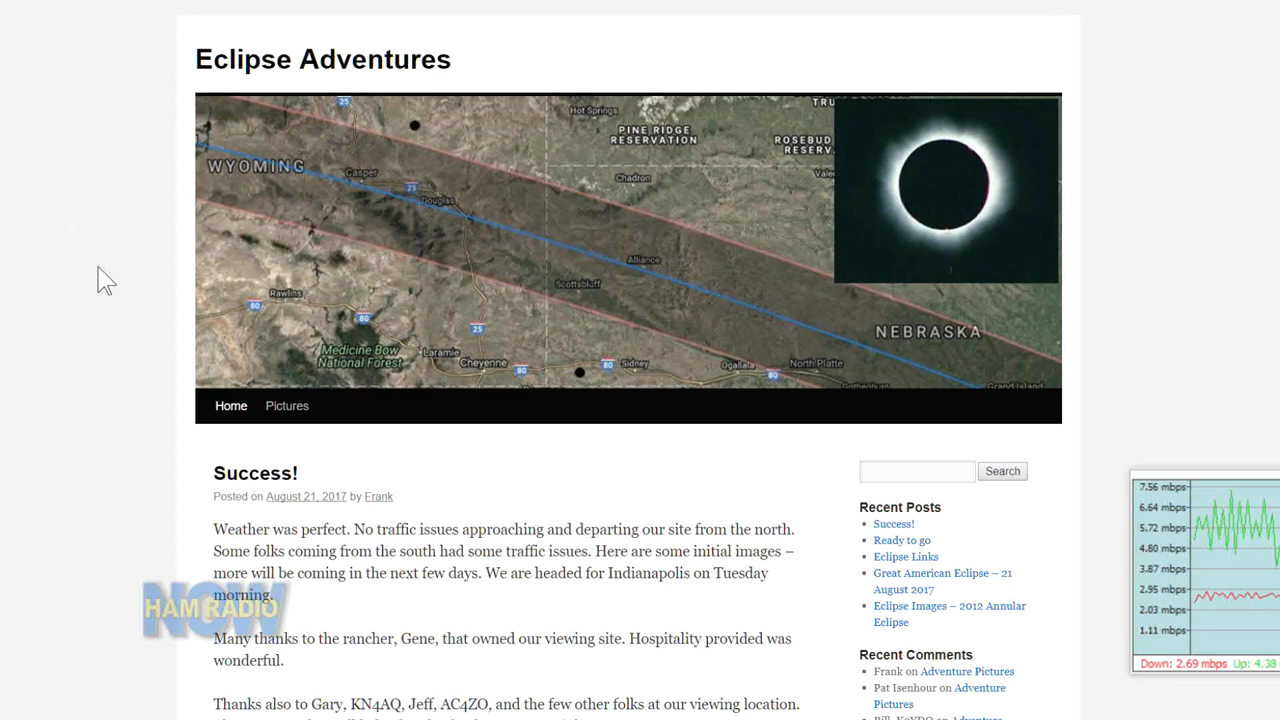 Eclipse Adventures
25
Hot Springs
TRU
PINE RIDGE
RESERVATION
ROSEBUD
RESERV.
WYOMING
Casper
Chadron
Vale
25
Douglas
Alliance
Scottsbluff
Rawlins
80
80
25
NEBRASKA
Medicine Bow
National Forest
Laramie
Cheyenne
80
80
Sidney
Ogallala
80
North Platte
Gothenburg
Grand Island
Home Pictures
Success!
Posted on August 21, 2017 by Frank
Weather was perfect. No traffic issues approaching and departing our site from the north.
Some folks coming from the south had some traffic issues. Here are some initial images –
more will be coming in the next few days. We are headed for Indianapolis on Tuesday
morning.
Many thanks to the rancher, Gene, that owned our viewing site. Hospitality provided was
wonderful.
Thanks also to Gary, KN4AQ, Jeff, AC4ZO, and the few other folks at our viewing location.
HAM RADIO
NOW
Search
Recent Posts
Success!
Ready to go
Eclipse Links
Great American Eclipse – 21
August 2017
Eclipse Images – 2012 Annular
Eclipse
Recent Comments
Frank on Adventure Pictures
Pat Isenhour on Adventure
Pictures
7.56 mbps
6.64 mbps
5.72 mbps
4.80 mbps
3.87 mbps
2.95 mbps
2.03 mbps
1.11 mbps
Down: 2.69 mbps Up: 4.38